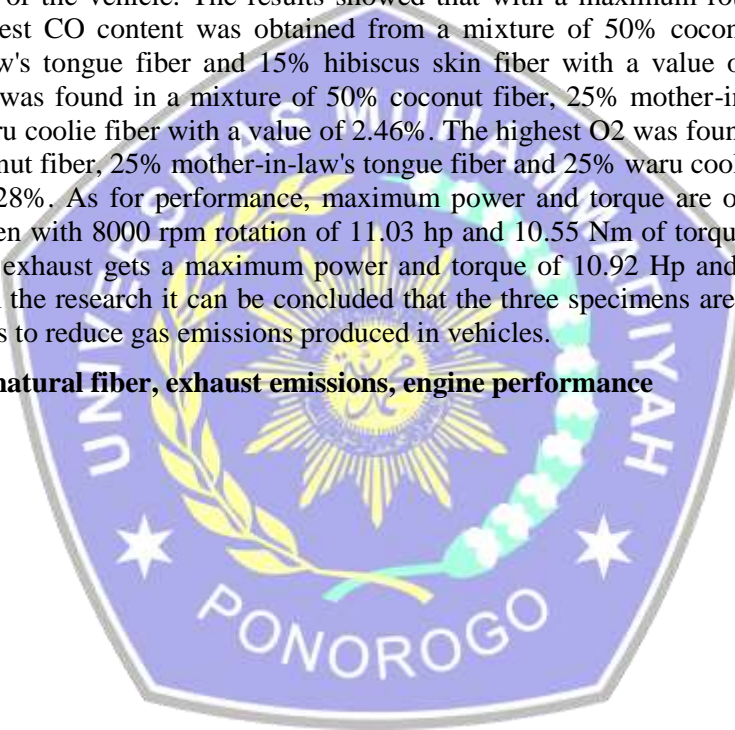 of the vehicle. The results showed that with a maximum
est CO content was obtained from a mixture of 50% cocon
w's tongue fiber and 15% hibiscus skin fiber with a value o
was found in a mixture of 50% coconut fiber, 25% mother-in
ru coolie fiber with a value of 2.46%. The highest O2 was foun
nut fiber, 25% mother-in-law's tongue fiber and 25% waru cool
28%. As for performance, maximum power and torque are o
en with 8000 rpm rotation of 11.03 hp and 10.55 Nm of torqu
exhaust gets a maximum power and torque of 10.92 Hp and
the research it can be concluded that the three specimens are
s to reduce gas emissions produced in vehicles.
natural fiber, exhaust emissions, engine performance
UNIVERSITAS MUHAMMADIYAH
PONOROGO